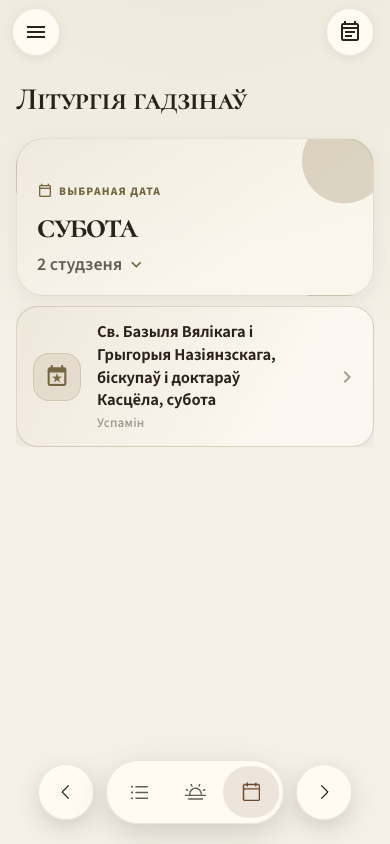 Літургія гадзінаў
ВЫБРАНАЯ ДАТА
СУБОТА
2 студзеня
Св. Базыля Вялікага і
Грыгорыя Назіянзскага,
біскупаў і доктараў
Касцёла, субота
Успамін